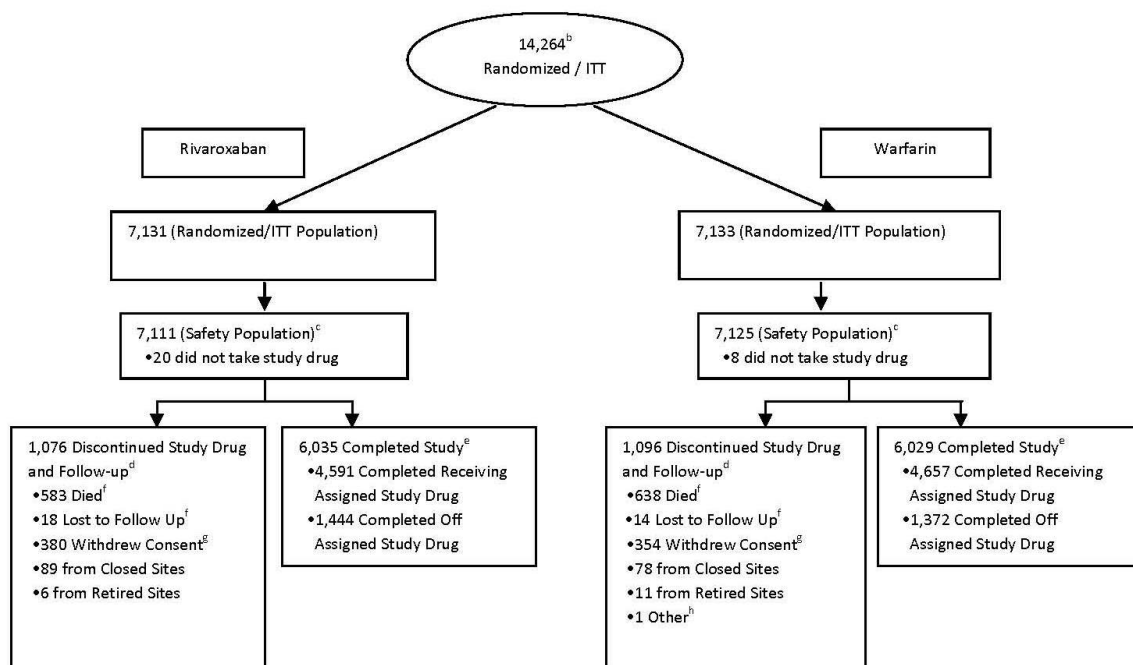 14,264ᵇ
Randomized / ITT
Rivaroxaban
Warfarin
7,131 (Randomized/ITT Population)
7,133 (Randomized/ITT Population)
7,111 (Safety Population)ᶜ
•20 did not take study drug
7,125 (Safety Population)ᶜ
•8 did not take study drug
1,076 Discontinued Study Drug
and Follow-upᵈ
•583 Diedᶠ
•18 Lost to Follow Upᶠ
•380 Withdrew Consentᵍ
•89 from Closed Sites
•6 from Retired Sites
6,035 Completed Studyᵉ
•4,591 Completed Receiving
Assigned Study Drug
•1,444 Completed Off
Assigned Study Drug
1,096 Discontinued Study Drug
and Follow-upᵈ
•638 Diedᶠ
•14 Lost to Follow Upᶠ
•354 Withdrew Consentᵍ
•78 from Closed Sites
•11 from Retired Sites
•1 Otherʰ
6,029 Completed Studyᵉ
•4,657 Completed Receiving
Assigned Study Drug
•1,372 Completed Off
Assigned Study Drug